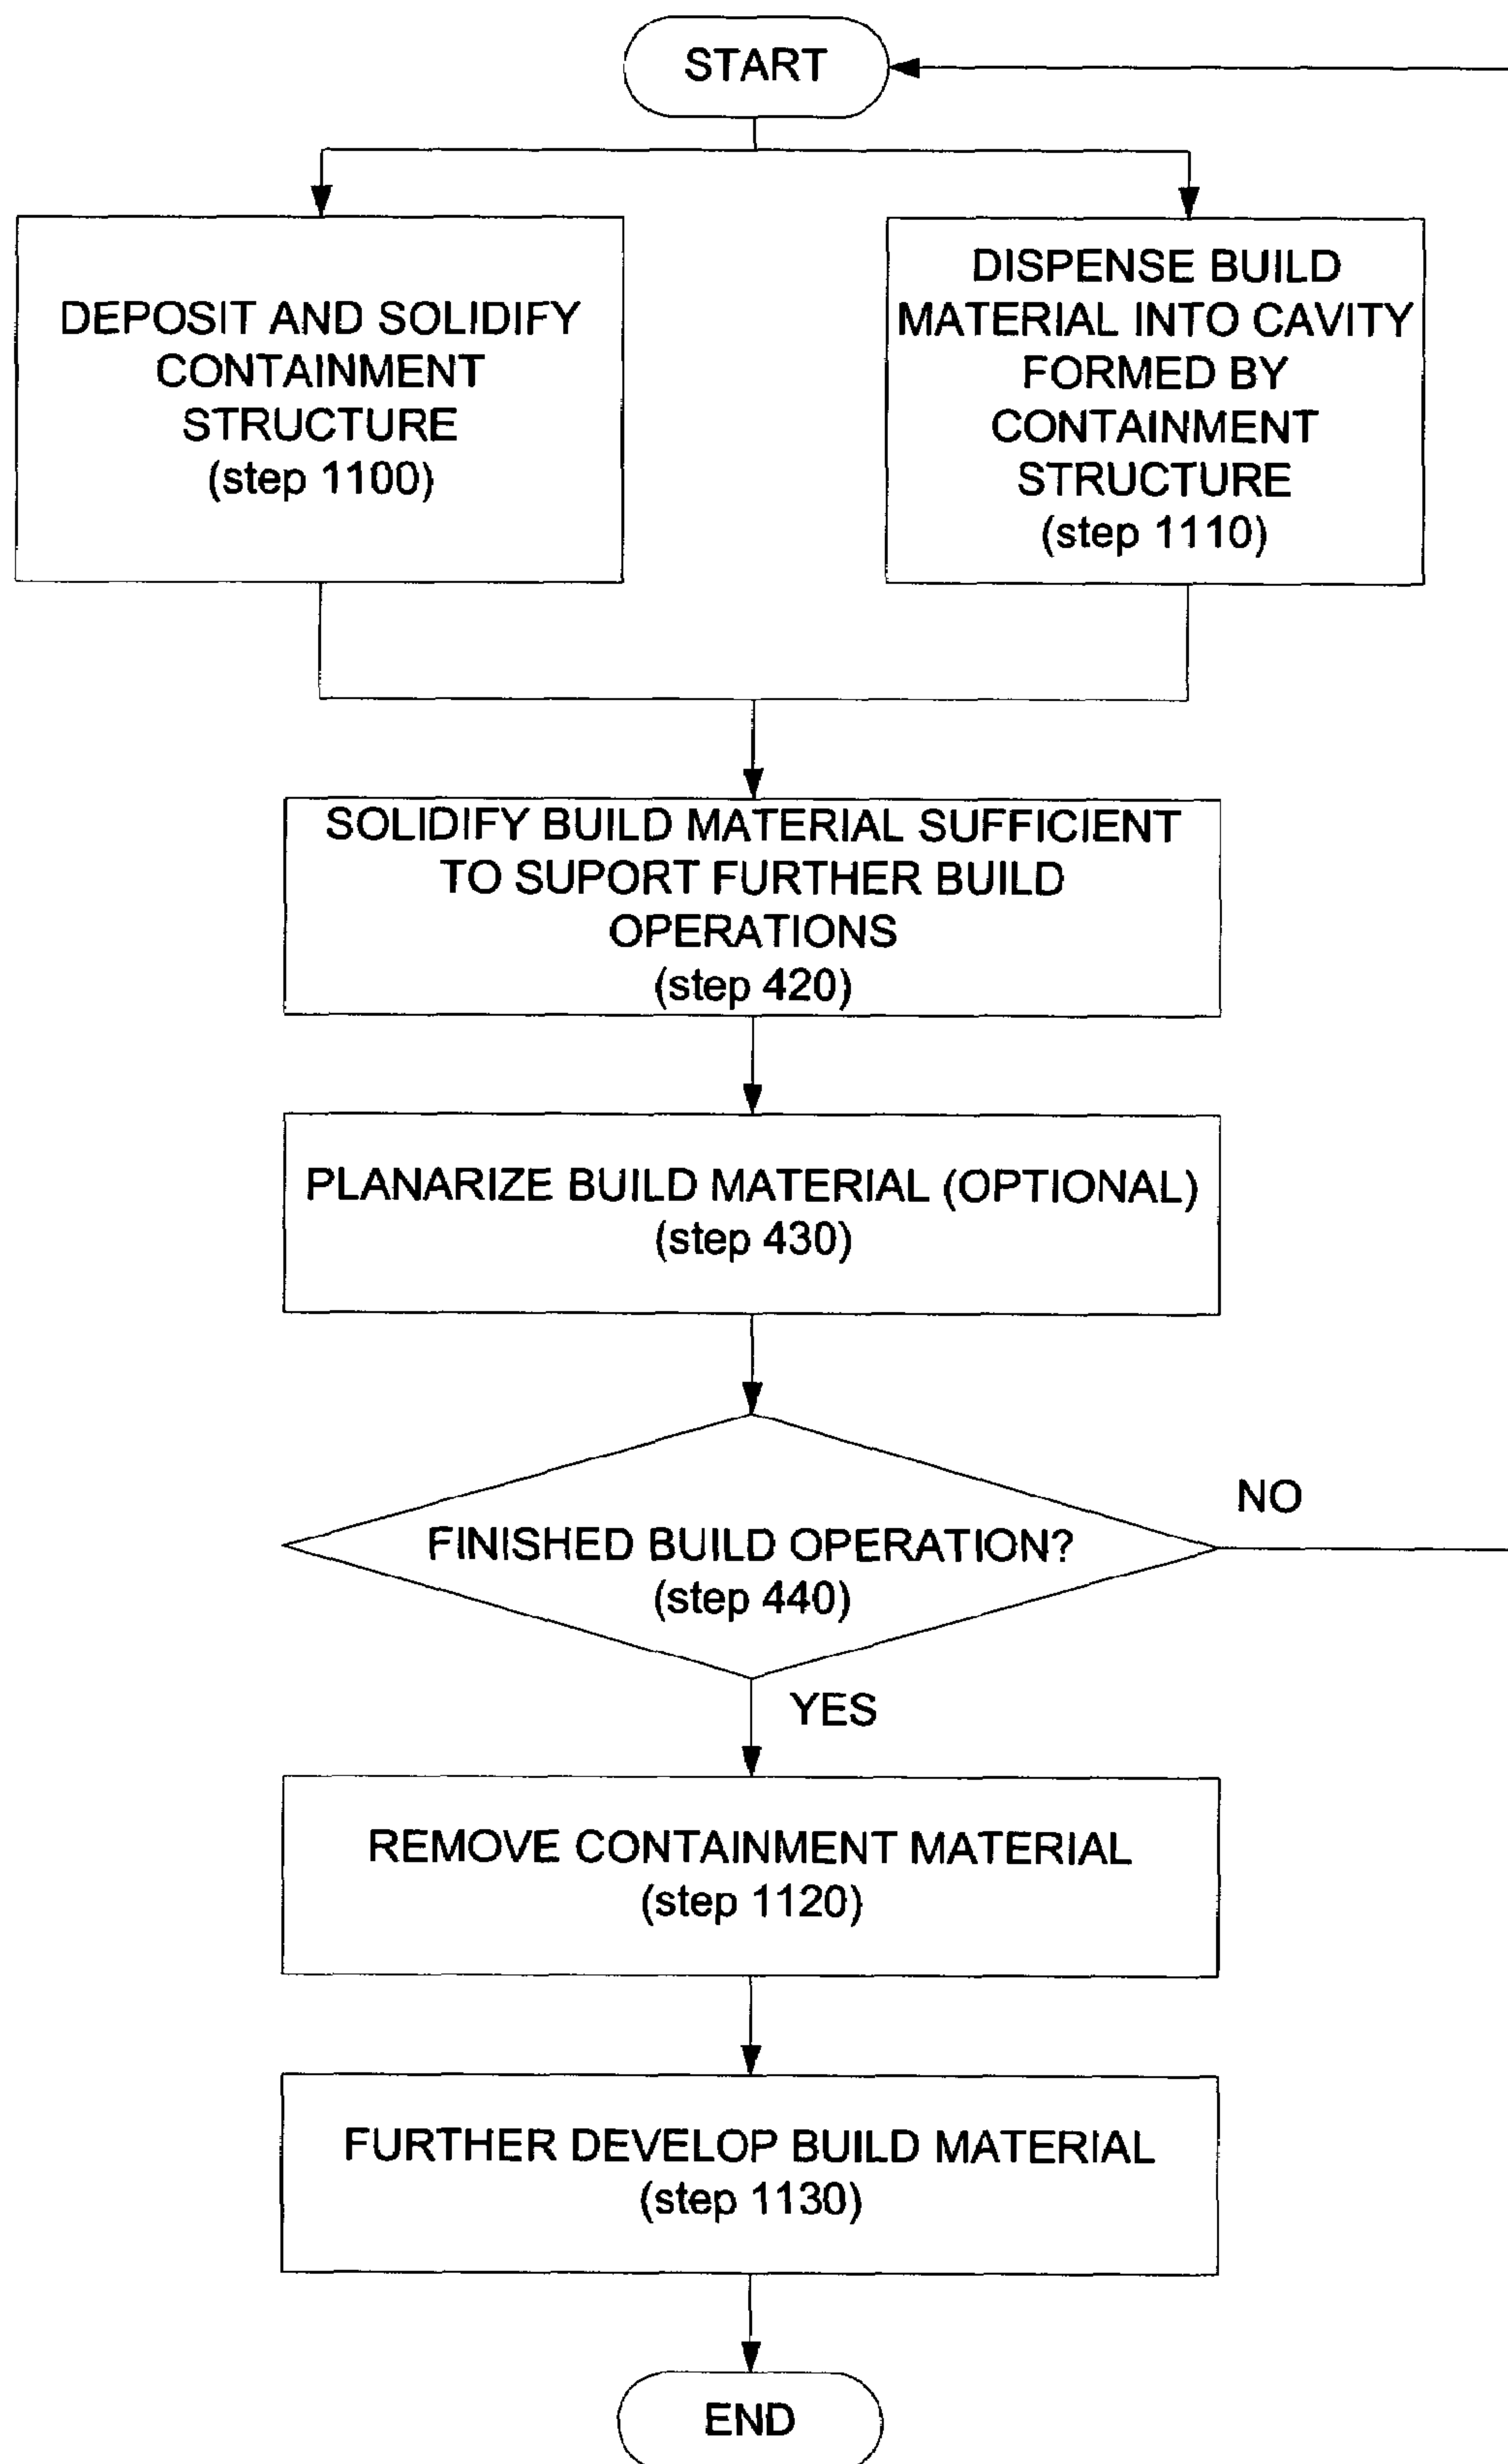 START
DEPOSIT AND SOLIDIFY
CONTAINMENT
STRUCTURE
(step 1100)
DISPENSE BUILD
MATERIAL INTO CAVITY
FORMED BY
CONTAINMENT
STRUCTURE
(step 1110)
SOLIDIFY BUILD MATERIAL SUFFICIENT
TO SUPORT FURTHER BUILD
OPERATIONS
(step 420)
PLANARIZE BUILD MATERIAL (OPTIONAL)
(step 430)
FINISHED BUILD OPERATION?
(step 440)
NO
YES
REMOVE CONTAINMENT MATERIAL
(step 1120)
FURTHER DEVELOP BUILD MATERIAL
(step 1130)
END